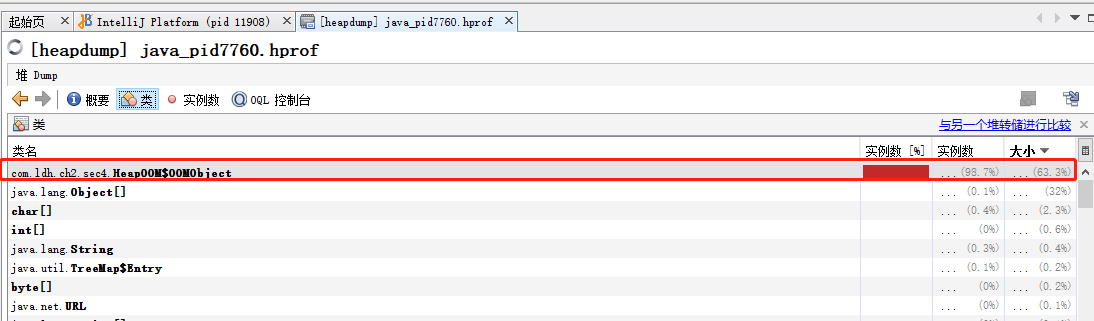 起始页 IntelliJ Platform (pid 11908) [heapdump] java_pid7760.hprof
[heapdump] java_pid7760.hprof
堆 Dump
概要 类 实例数 OQL 控制台
类 与另一个堆转储进行比较
类名 实例数 [%] 实例数 大小
com.ldh.ch2.sec4.HeapOOM$OOMObject ... (98.7%) ... (63.3%)
java.lang.Object[] ... (0.1%) ... (32%)
char[] ... (0.4%) ... (2.3%)
int[] ... (0%) ... (0.6%)
java.lang.String ... (0.3%) ... (0.4%)
java.util.TreeMap$Entry ... (0.1%) ... (0.2%)
byte[] ... (0%) ... (0.2%)
java.net.URL ... (0%) ... (0.1%)